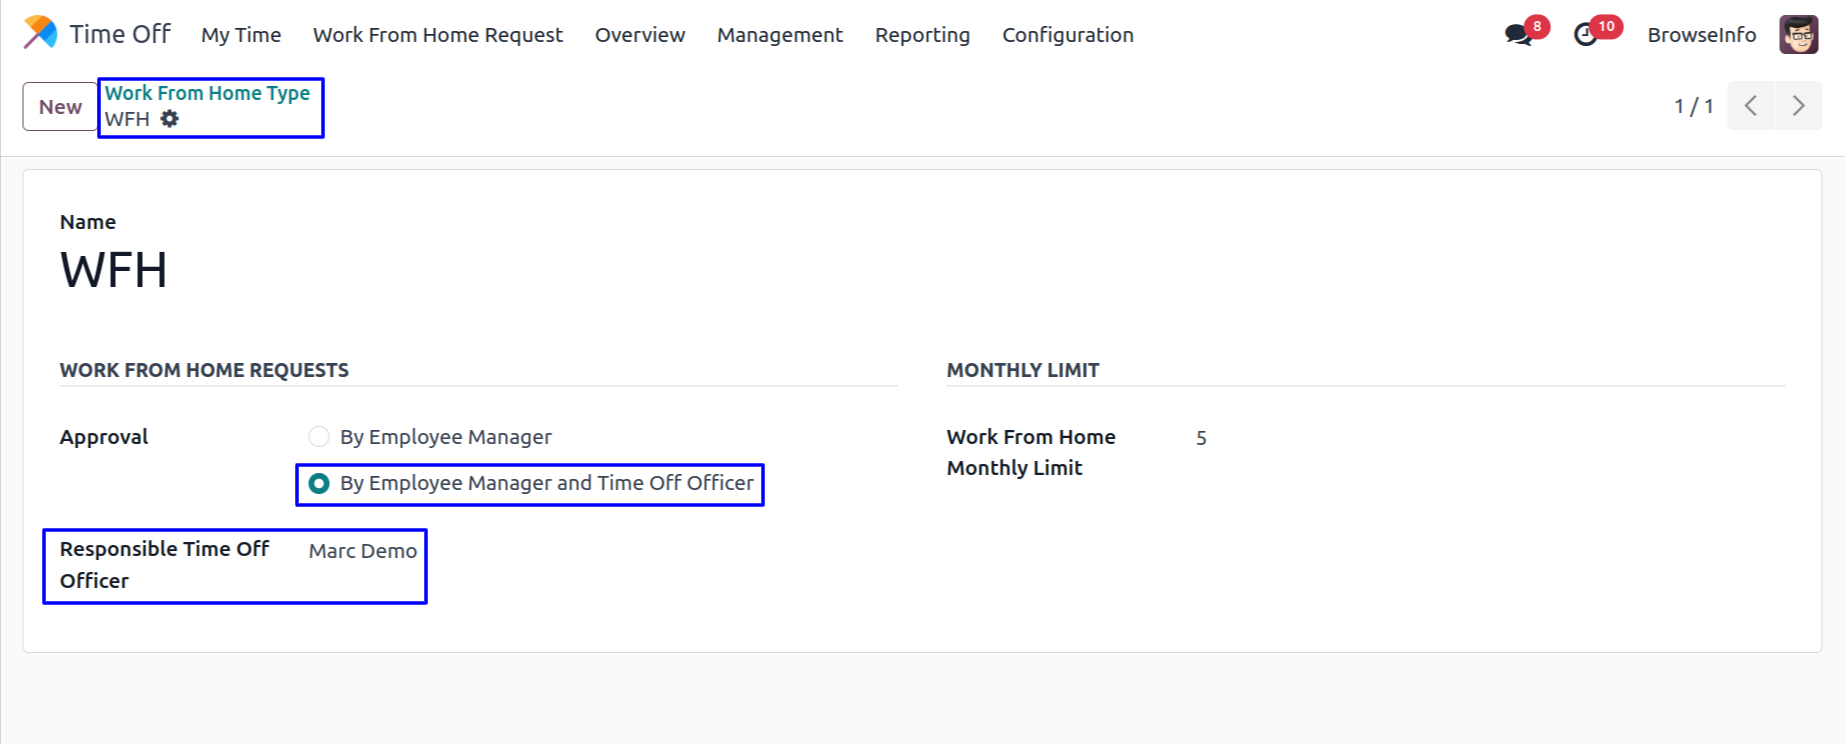 Time Off My Time Work From Home Request Overview Management Reporting Configuration 8 10 BrowseInfo
New Work From Home Type 1 / 1
WFH
Name
WFH
WORK FROM HOME REQUESTS MONTHLY LIMIT
Approval By Employee Manager Work From Home 5
Monthly Limit
By Employee Manager and Time Off Officer
Responsible Time Off Marc Demo
Officer